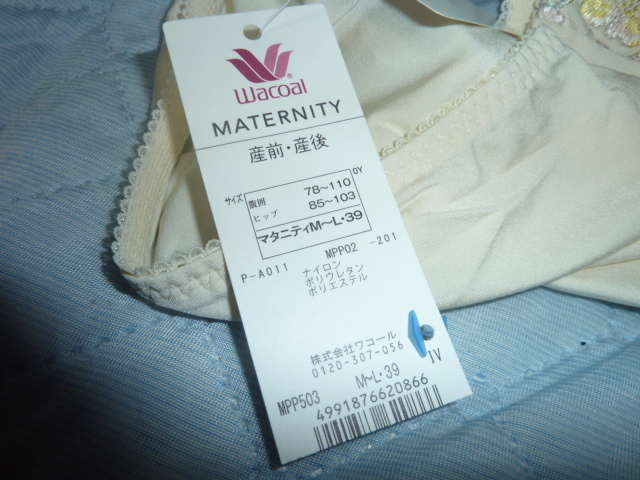 Wacoal
MATERNITY
産前・産後
サイズ
腹囲 78~110
ヒップ 85~103
マタニティM~L・39
OY
P-A011 MPP02 -201
ナイロン
ポリウレタン
ポリエステル
株式会社ワコール
0120-307-056
IV
MPP503 M~L・39
4991876620866